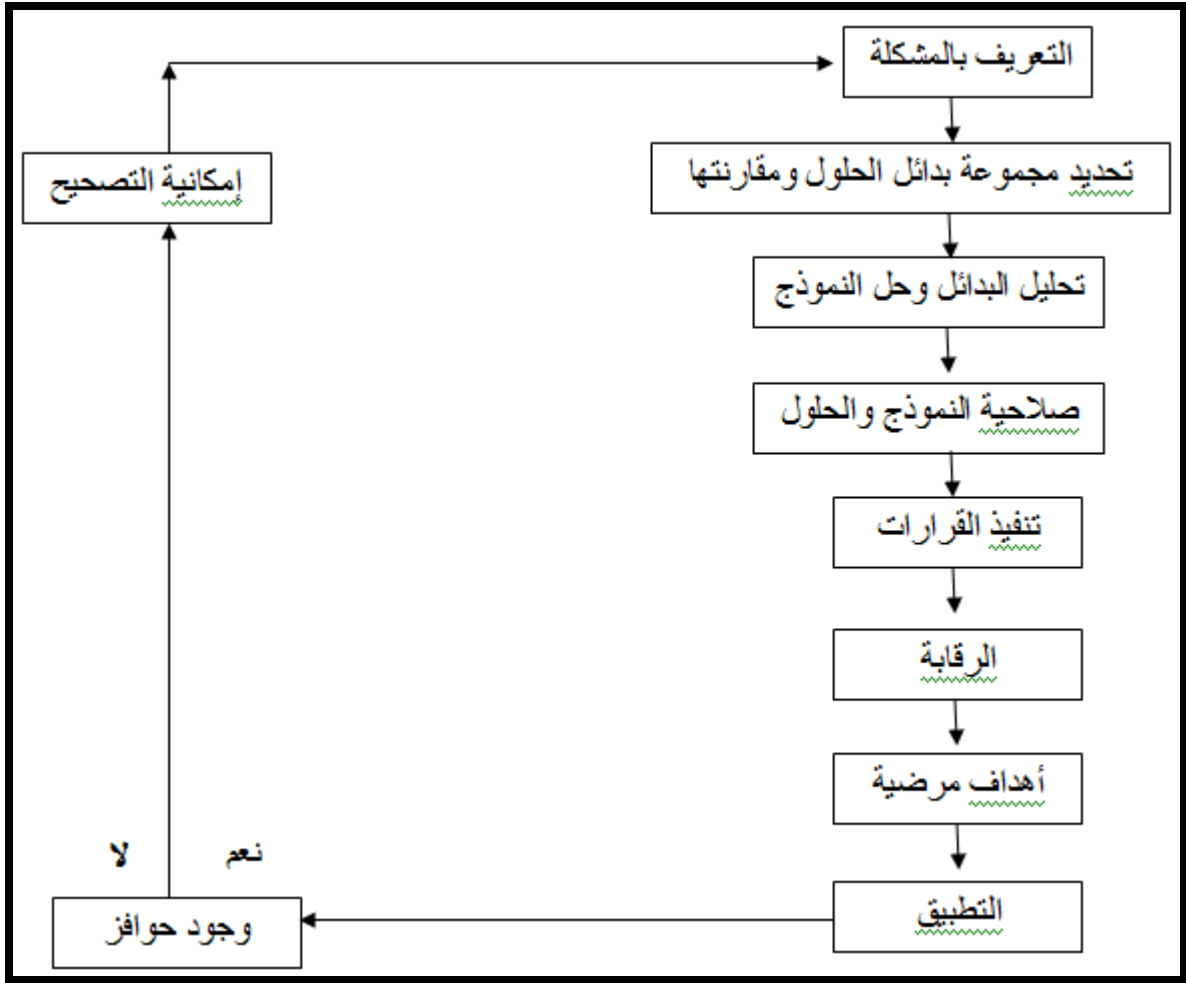 التعريف بالمشكلة
تحديد مجموعة بدائل الحلول ومقارنتها
تحليل البدائل وحل النموذج
صلاحية النموذج والحلول
تنفيذ القرارات
الرقابة
أهداف مرضية
التطبيق
وجود حوافز
نعم
لا
إمكانية التصحيح